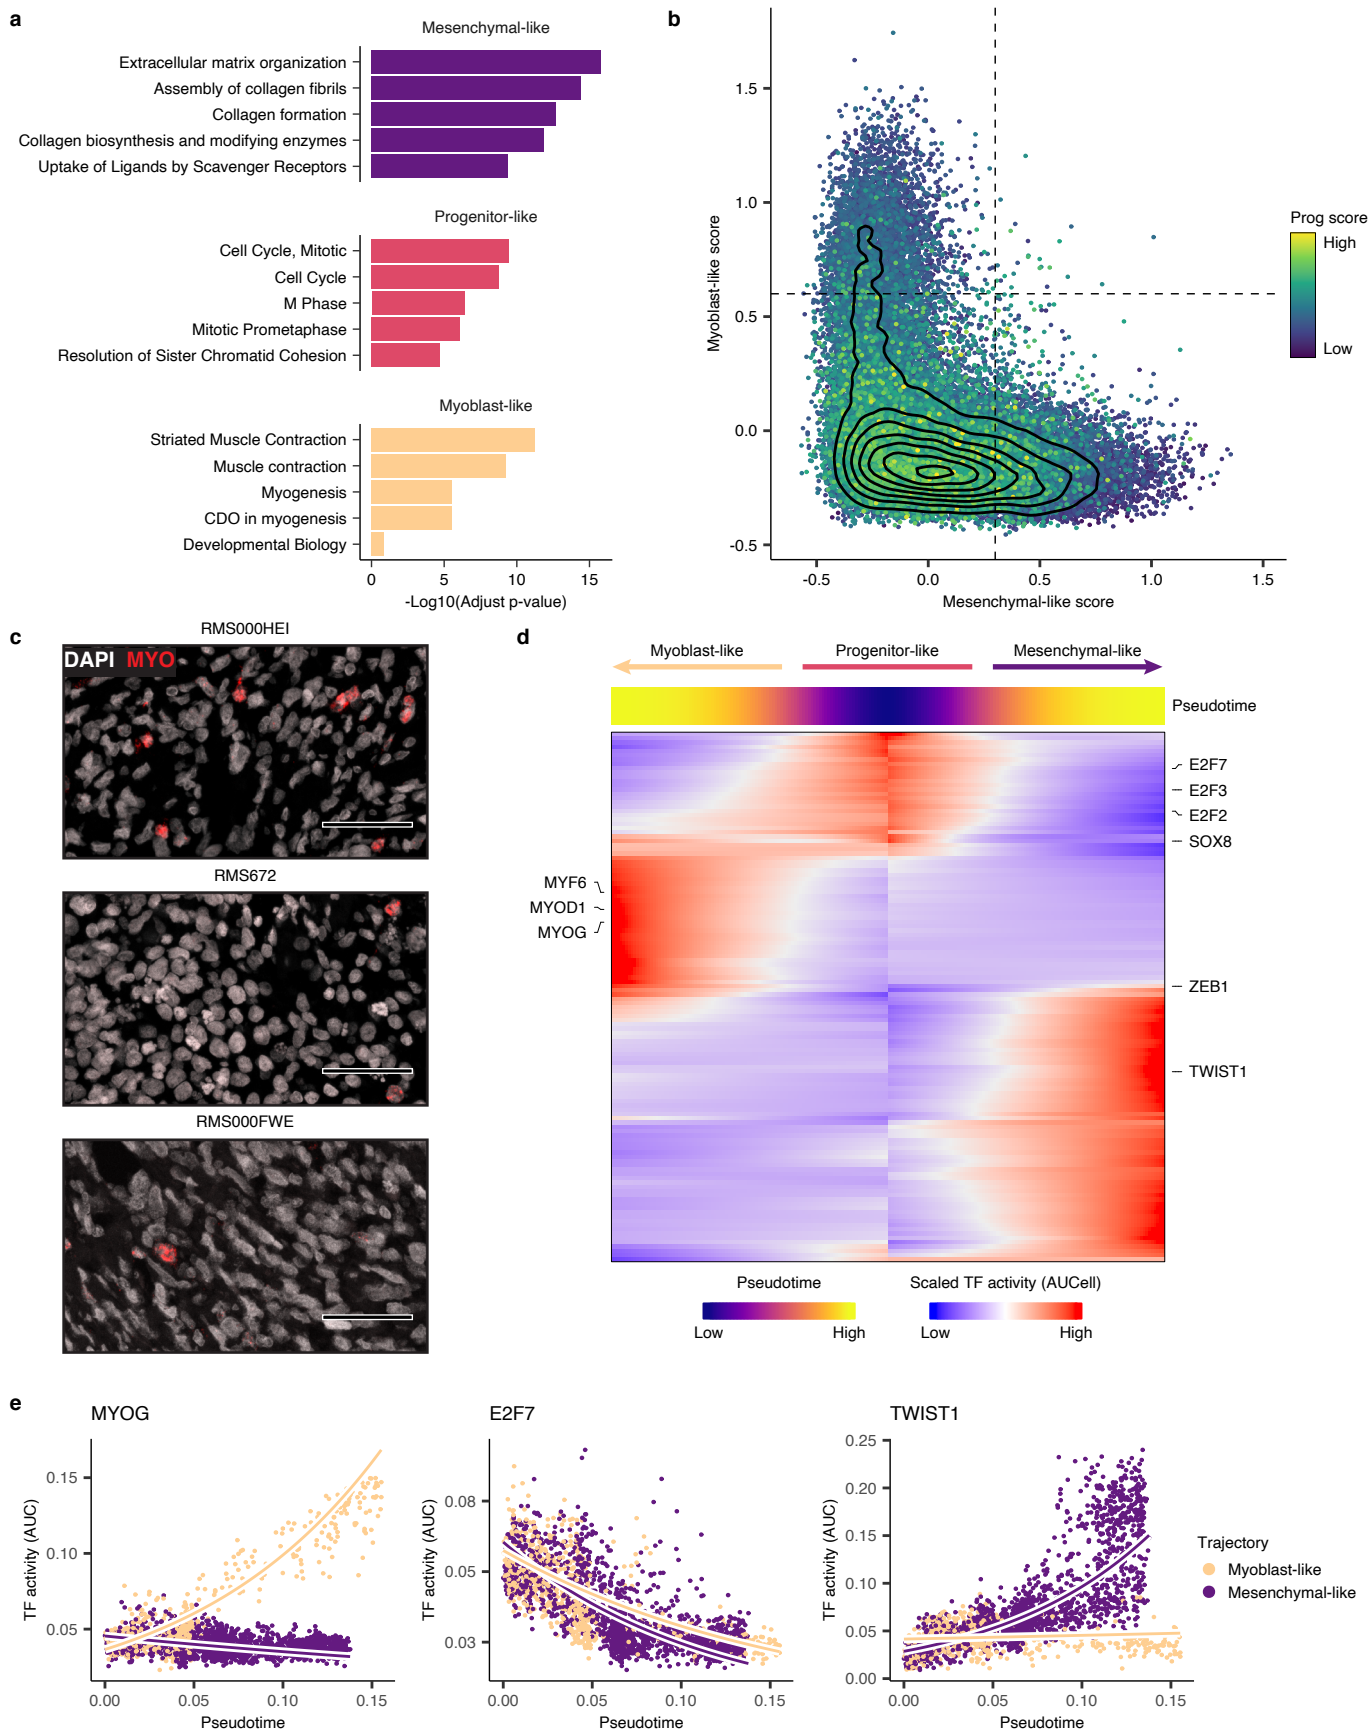 a
Mesenchymal-like
Extracellular matrix organization
Assembly of collagen fibrils
Collagen formation
Collagen biosynthesis and modifying enzymes
Uptake of Ligands by Scavenger Receptors
Progenitor-like
Cell Cycle, Mitotic
Cell Cycle
M Phase
Mitotic Prometaphase
Resolution of Sister Chromatid Cohesion
Myoblast-like
Striated Muscle Contraction
Muscle contraction
Myogenesis
CDO in myogenesis
Developmental Biology
0 5 10 15
-Log10(Adjust p-value)
b
Myoblast-like score
1.5
1.0
0.5
0.0
-0.5
-0.5 0.0 0.5 1.0 1.5
Mesenchymal-like score
Prog score
High
Low
c
RMS000HEI
DAPI MYO
RMS672
RMS000FWE
d
Myoblast-like Progenitor-like Mesenchymal-like
Pseudotime
E2F7
E2F3
E2F2
SOX8
MYF6
MYOD1
MYOG
ZEB1
TWIST1
Pseudotime
Low High
Scaled TF activity (AUCell)
Low High
e
MYOG
TF activity (AUC)
0.15
0.10
0.05
0.00 0.05 0.10 0.15
Pseudotime
E2F7
TF activity (AUC)
0.08
0.05
0.03
0.00 0.05 0.10 0.15
Pseudotime
TWIST1
TF activity (AUC)
0.25
0.20
0.15
0.10
0.05
0.00
0.00 0.05 0.10 0.15
Pseudotime
Trajectory
Myoblast-like
Mesenchymal-like